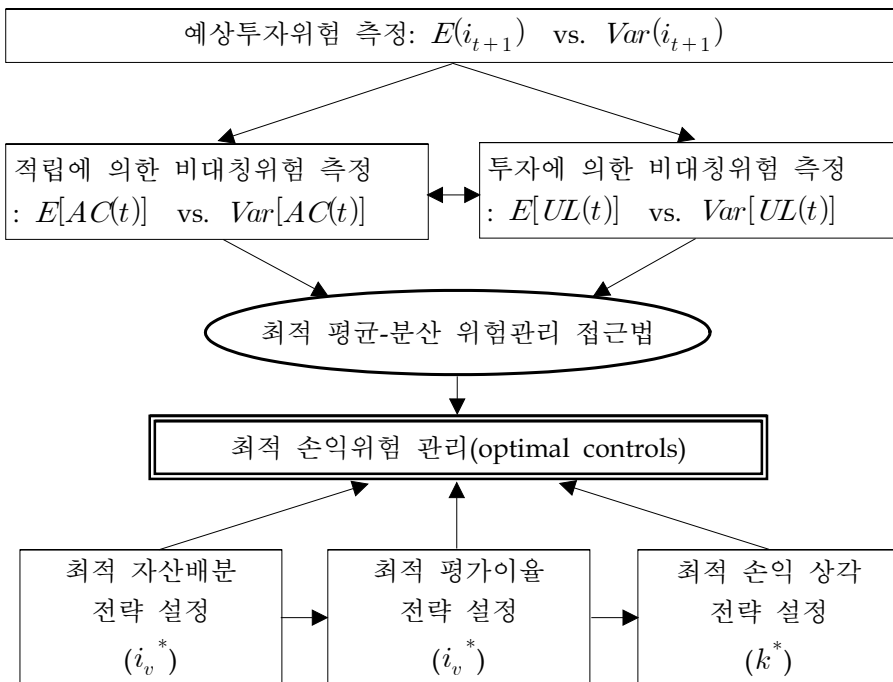 예상투자위험 측정: E(i_{t+1}) vs. Var(i_{t+1})
적립에 의한 비대칭위험 측정
: E[AC(t)] vs. Var[AC(t)]
투자에 의한 비대칭위험 측정
: E[UL(t)] vs. Var[UL(t)]
최적 평균-분산 위험관리 접근법
최적 손익위험 관리(optimal controls)
최적 자산배분
전략 설정
(i_v^*)
최적 평가이율
전략 설정
(i_v^*)
최적 손익 상각
전략 설정
(k^*)